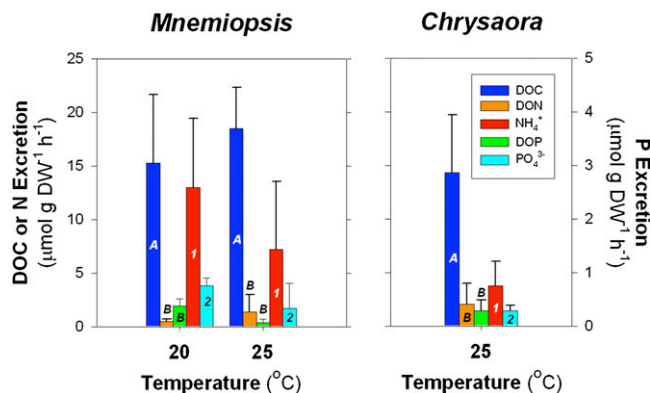 Mnemiopsis
Chrysaora
DOC or N Excretion
(μmol g DW⁻¹ h⁻¹)
25
20
15
10
5
0
A
B
B
1
2
A
B
B
1
2
20
25
Temperature (°C)
DOC
DON
NH₄⁺
DOP
PO₄³⁻
A
B
B
1
2
25
Temperature (°C)
5
4
3
2
1
0
P Excretion
(μmol g DW⁻¹ h⁻¹)